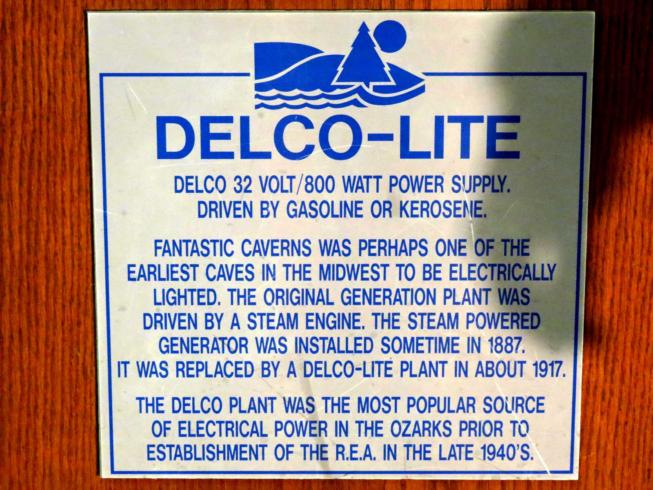 DELCO-LITE
DELCO 32 VOLT/800 WATT POWER SUPPLY.
DRIVEN BY GASOLINE OR KEROSENE.
FANTASTIC CAVERNS WAS PERHAPS ONE OF THE
EARLIEST CAVES IN THE MIDWEST TO BE ELECTRICALLY
LIGHTED. THE ORIGINAL GENERATION PLANT WAS
DRIVEN BY A STEAM ENGINE. THE STEAM POWERED
GENERATOR WAS INSTALLED SOMETIME IN 1887.
IT WAS REPLACED BY A DELCO-LITE PLANT IN ABOUT 1917.
THE DELCO PLANT WAS THE MOST POPULAR SOURCE
OF ELECTRICAL POWER IN THE OZARKS PRIOR TO
ESTABLISHMENT OF THE R.E.A. IN THE LATE 1940'S.